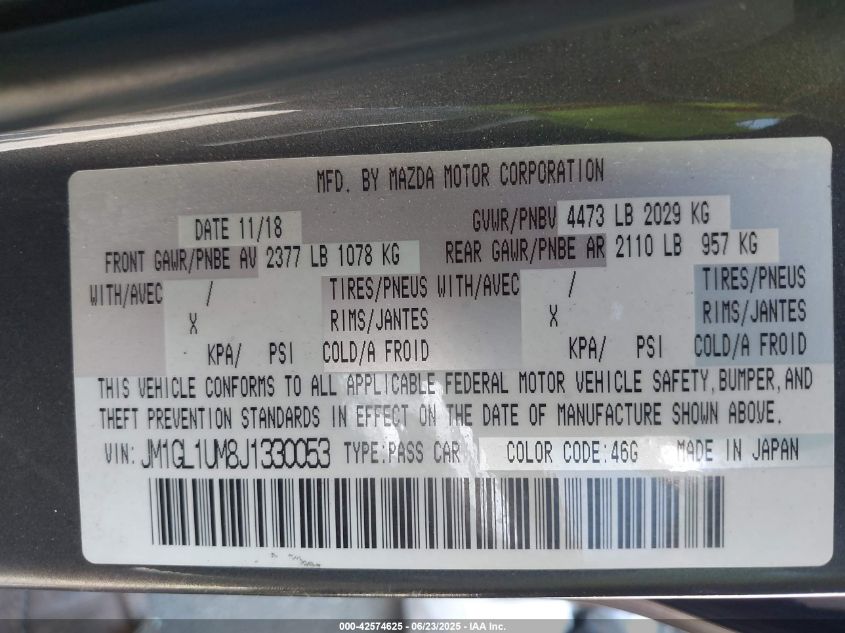 MFD. BY MAZDA MOTOR CORPORATION
DATE 11/18 GVWR/PNBV 4473 LB 2029 KG
FRONT GAWR/PNBE AV 2377 LB 1078 KG REAR GAWR/PNBE AR 2110 LB 957 KG
WITH/AVEC / TIRES/PNEUS WITH/AVEC / TIRES/PNEUS
X RIMS/JANTES X RIMS/JANTES
KPA/ PSI COLD/A FROID KPA/ PSI COLD/A FROID
THIS VEHICLE CONFORMS TO ALL APPLICABLE FEDERAL MOTOR VEHICLE SAFETY, BUMPER, AND
THEFT PREVENTION STANDARDS IN EFFECT ON THE DATE OF MANUFACTURE SHOWN ABOVE.
VIN: JM1GL1UM8J1330053 TYPE: PASS CAR COLOR CODE: 46G MADE IN JAPAN
000-42574625 - 06/23/2025 - IAA Inc.